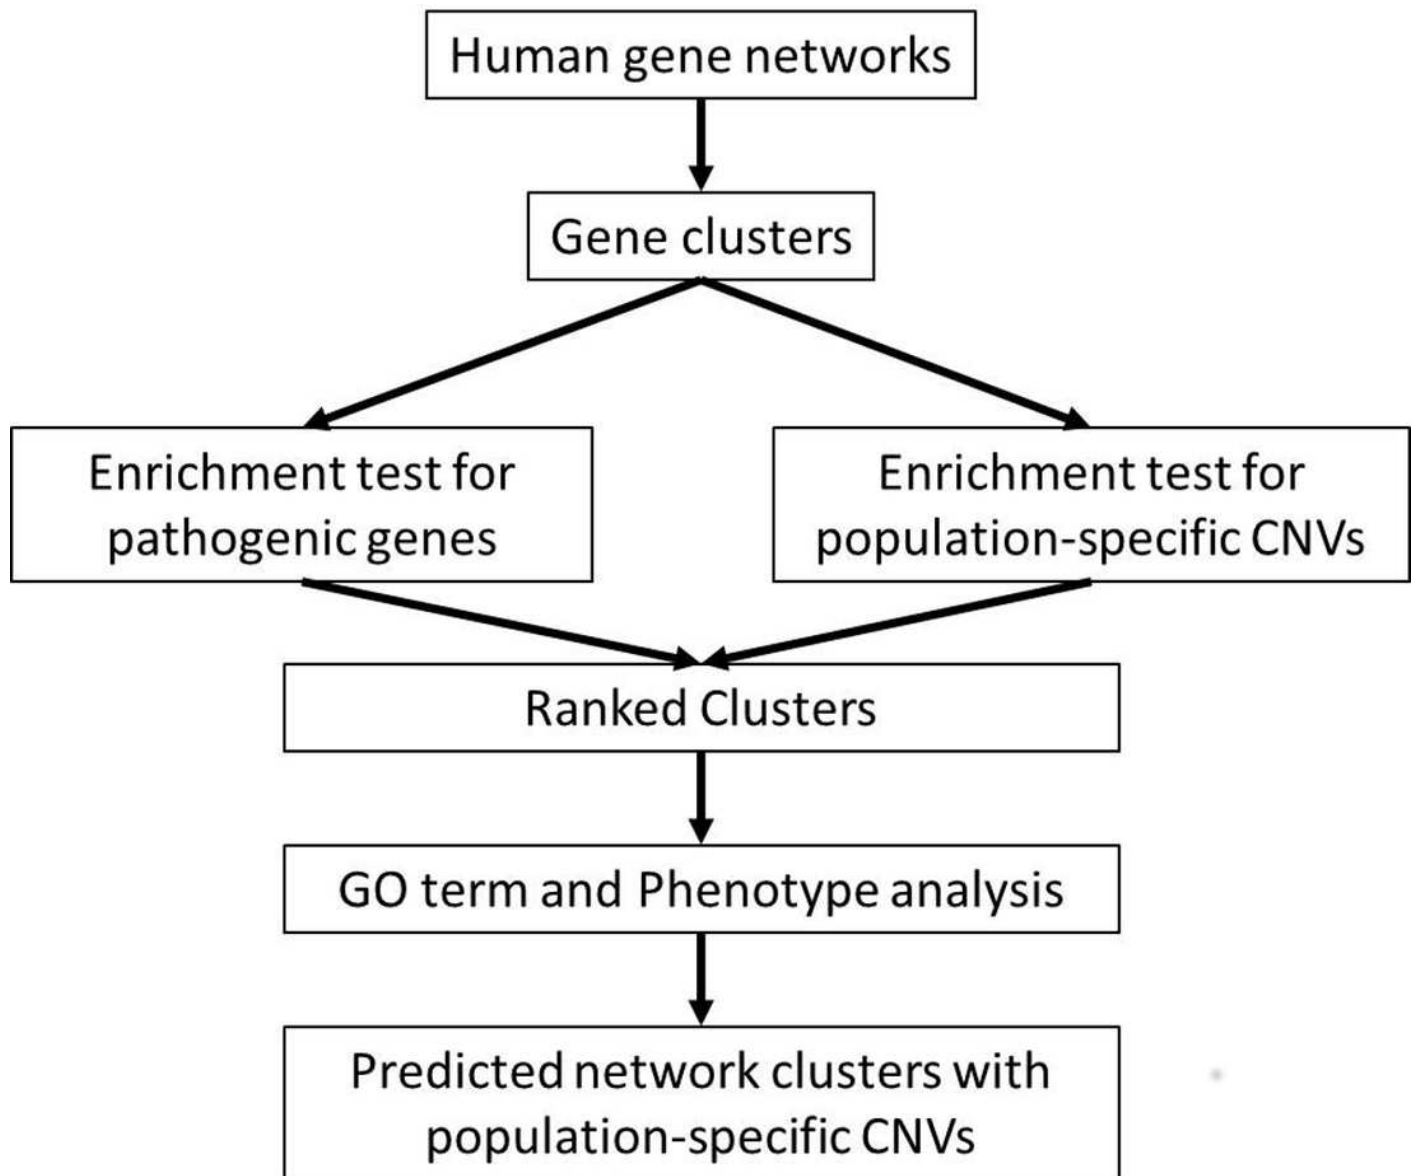 Human gene networks
Gene clusters
Enrichment test for
pathogenic genes
Enrichment test for
population-specific CNVs
Ranked Clusters
GO term and Phenotype analysis
Predicted network clusters with
population-specific CNVs